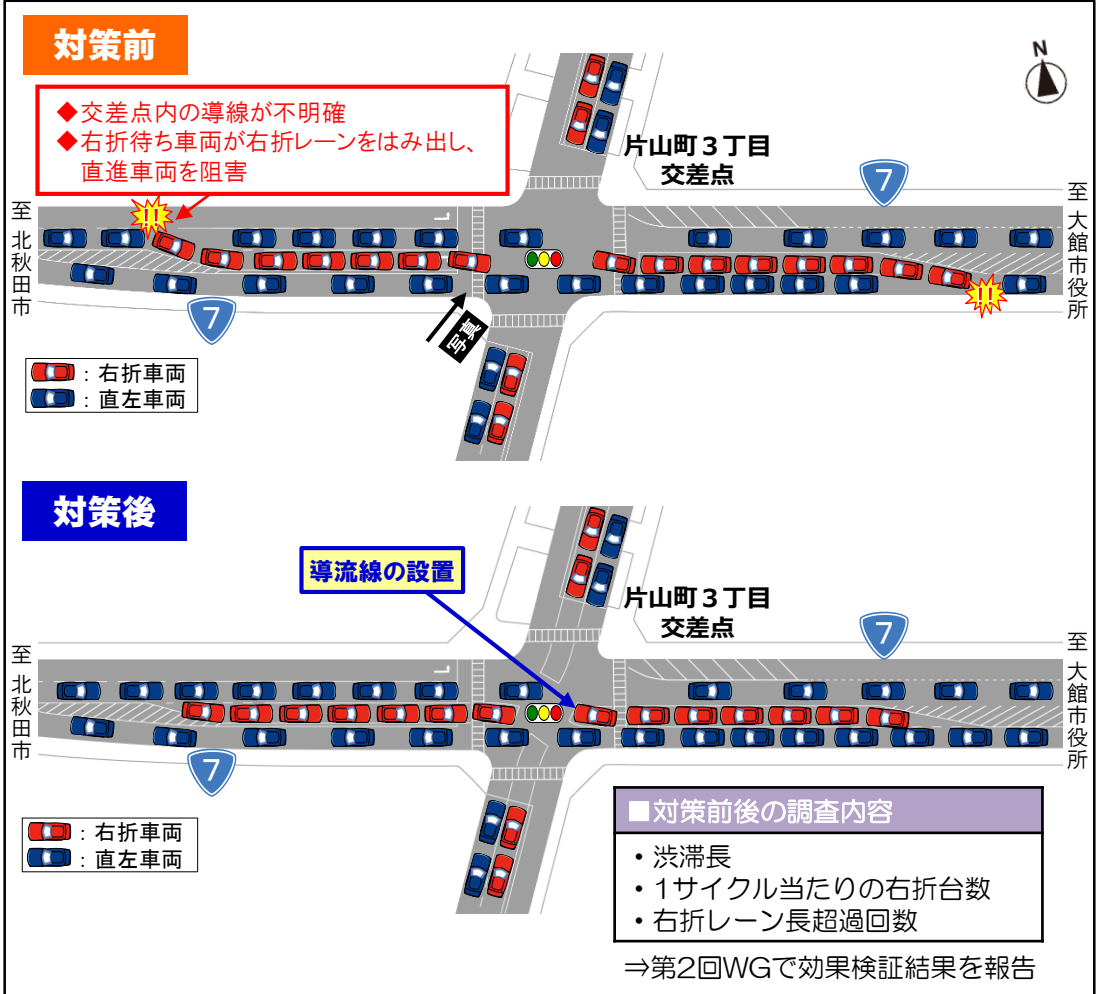 対策前
N
◆交差点内の導線が不明確
◆右折待ち車両が右折レーンをはみ出し、
直進車両を阻害
片山町３丁目
交差点
7
至 北秋田市
至 大館市役所
!!
!!
7
写真
：右折車両
：直左車両
対策後
導流線の設置
片山町３丁目
交差点
7
至 北秋田市
至 大館市役所
7
：右折車両
：直左車両
■対策前後の調査内容
・渋滞長
・1サイクル当たりの右折台数
・右折レーン長超過回数
⇒第2回WGで効果検証結果を報告